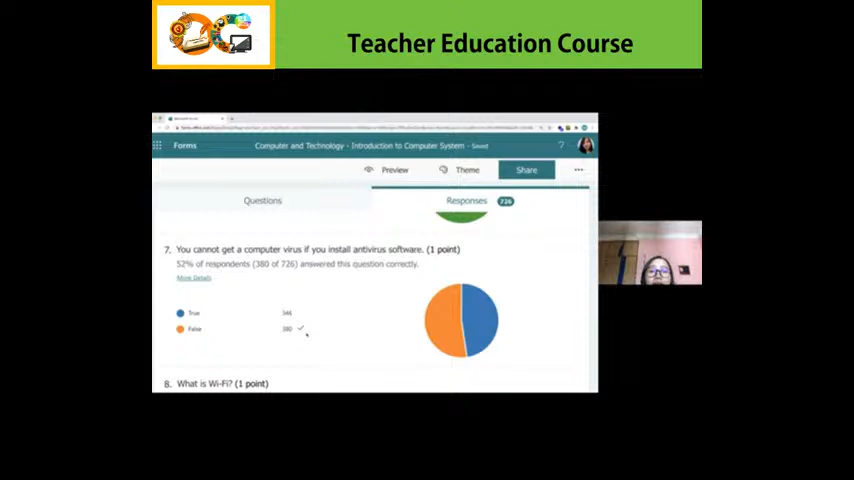 Teacher Education Course
Forms
Computer and Technology - Introduction to Computer System - Saved
?
Preview
Theme
Share
...
Questions
Responses 726
7. You cannot get a computer virus if you install antivirus software. (1 point)
52% of respondents (380 of 726) answered this question correctly.
More Details
True 346
False 380
8. What is Wi-Fi? (1 point)